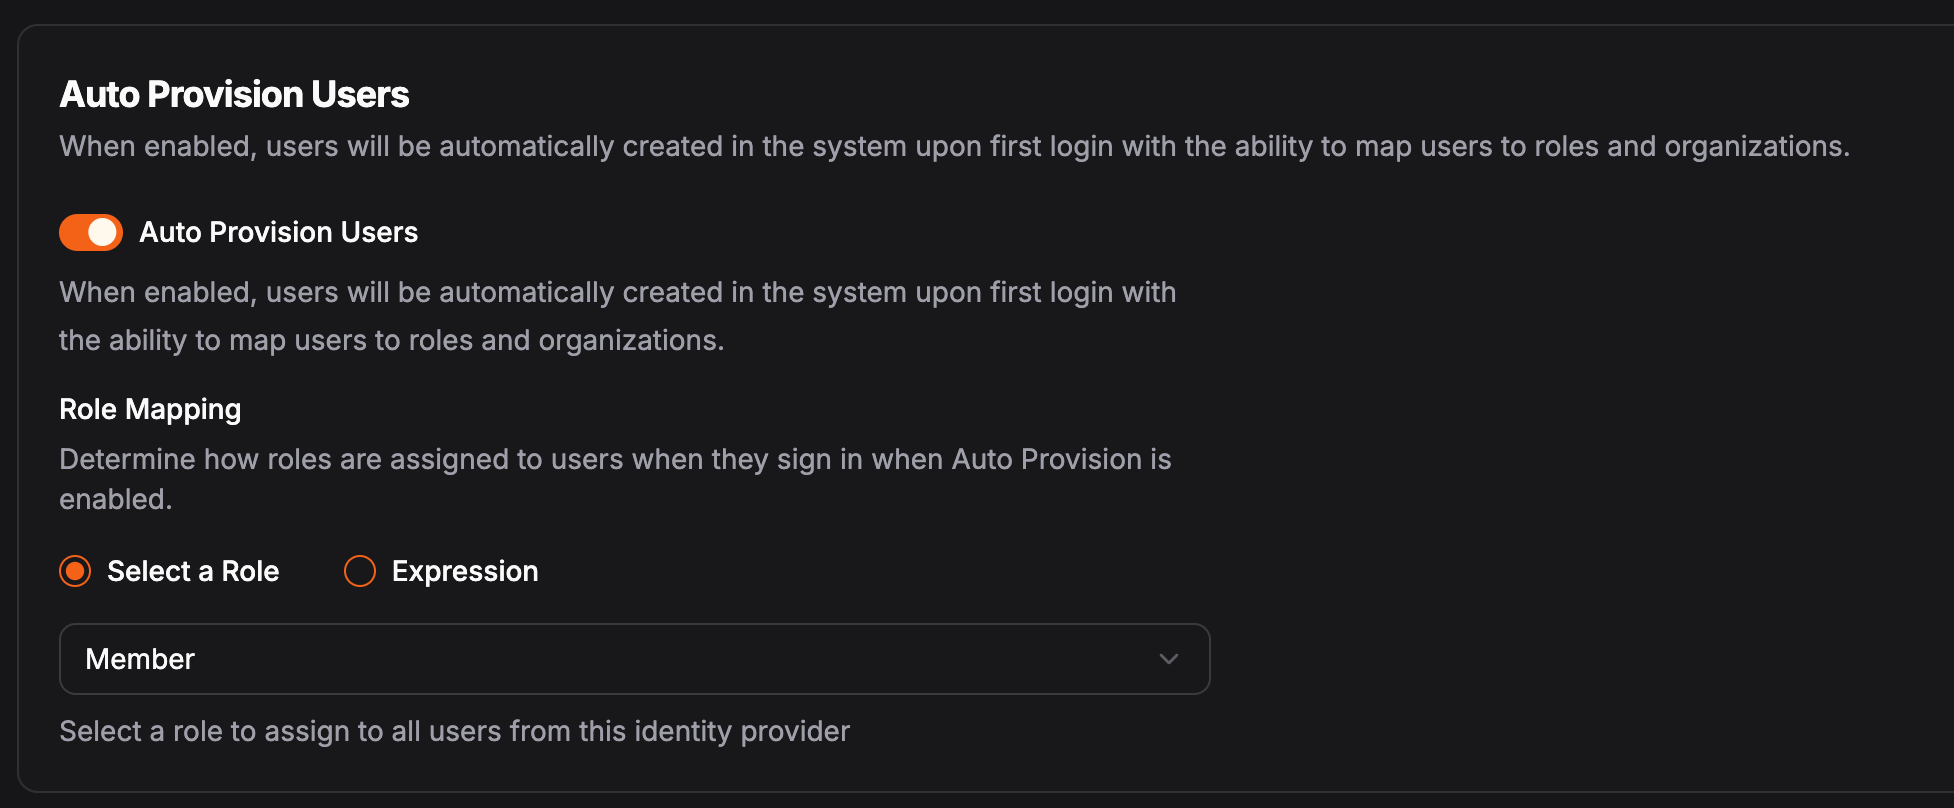 Auto Provision Users
When enabled, users will be automatically created in the system upon first login with the ability to map users to roles and organizations.
Auto Provision Users
When enabled, users will be automatically created in the system upon first login with
the ability to map users to roles and organizations.
Role Mapping
Determine how roles are assigned to users when they sign in when Auto Provision is
enabled.
Select a Role Expression
Member
Select a role to assign to all users from this identity provider